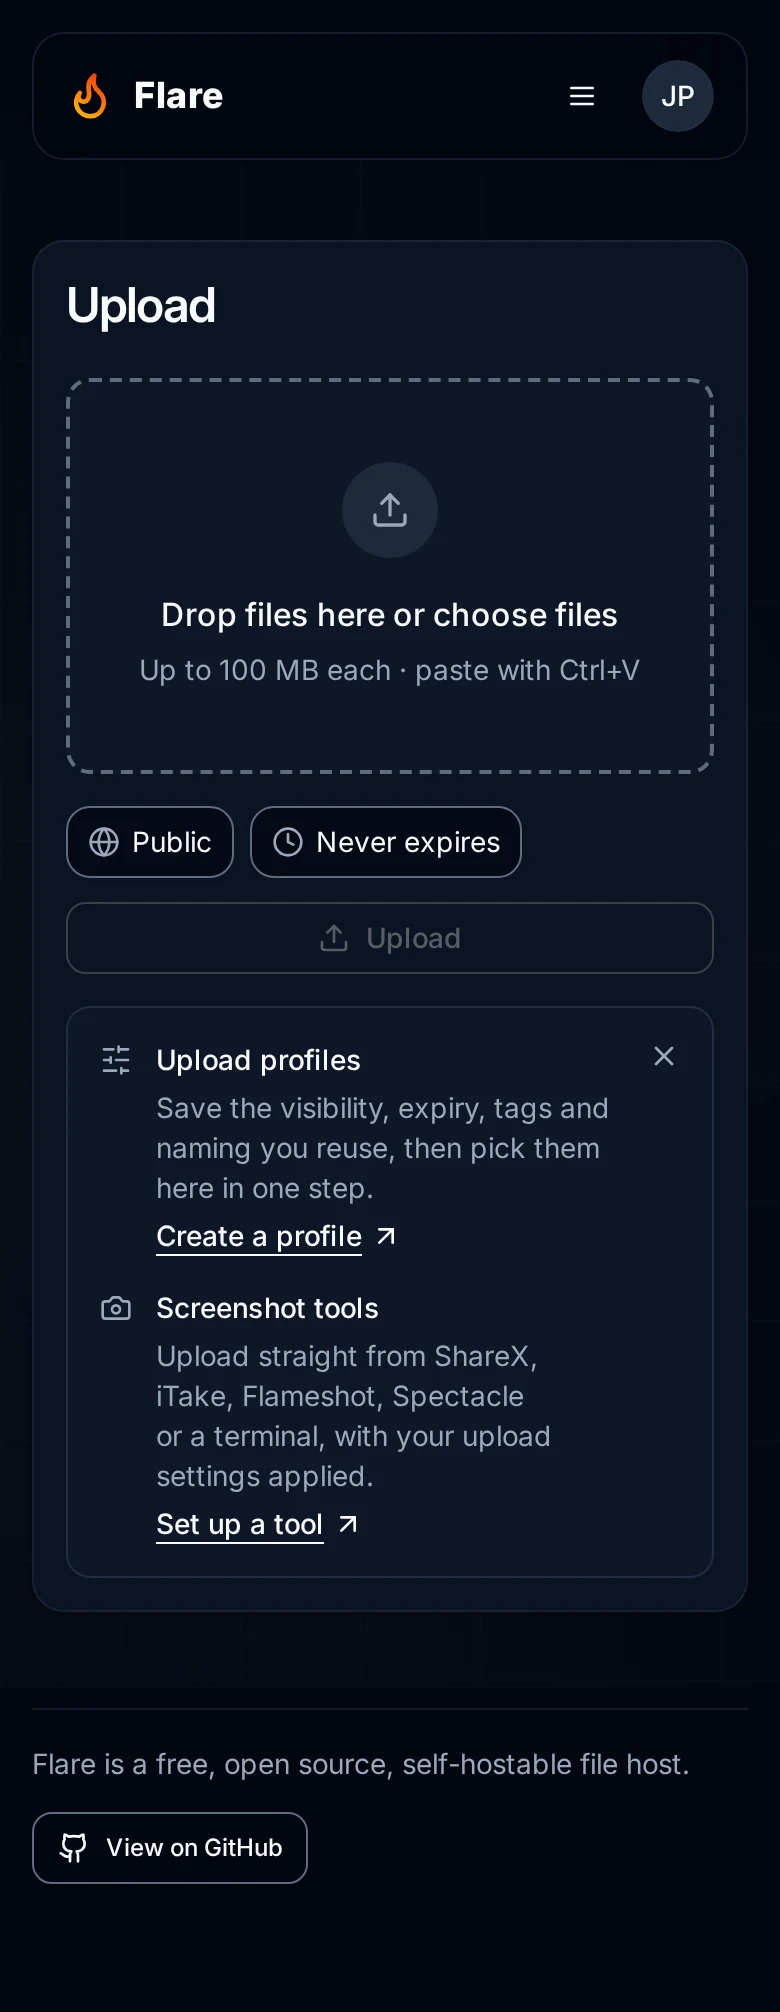 Flare
JP
Upload
Drop files here or choose files
Up to 100 MB each · paste with Ctrl+V
Public
Never expires
Upload
Upload profiles
Save the visibility, expiry, tags and
naming you reuse, then pick them
here in one step.
Create a profile
Screenshot tools
Upload straight from ShareX,
iTake, Flameshot, Spectacle
or a terminal, with your upload
settings applied.
Set up a tool
Flare is a free, open source, self-hostable file host.
View on GitHub